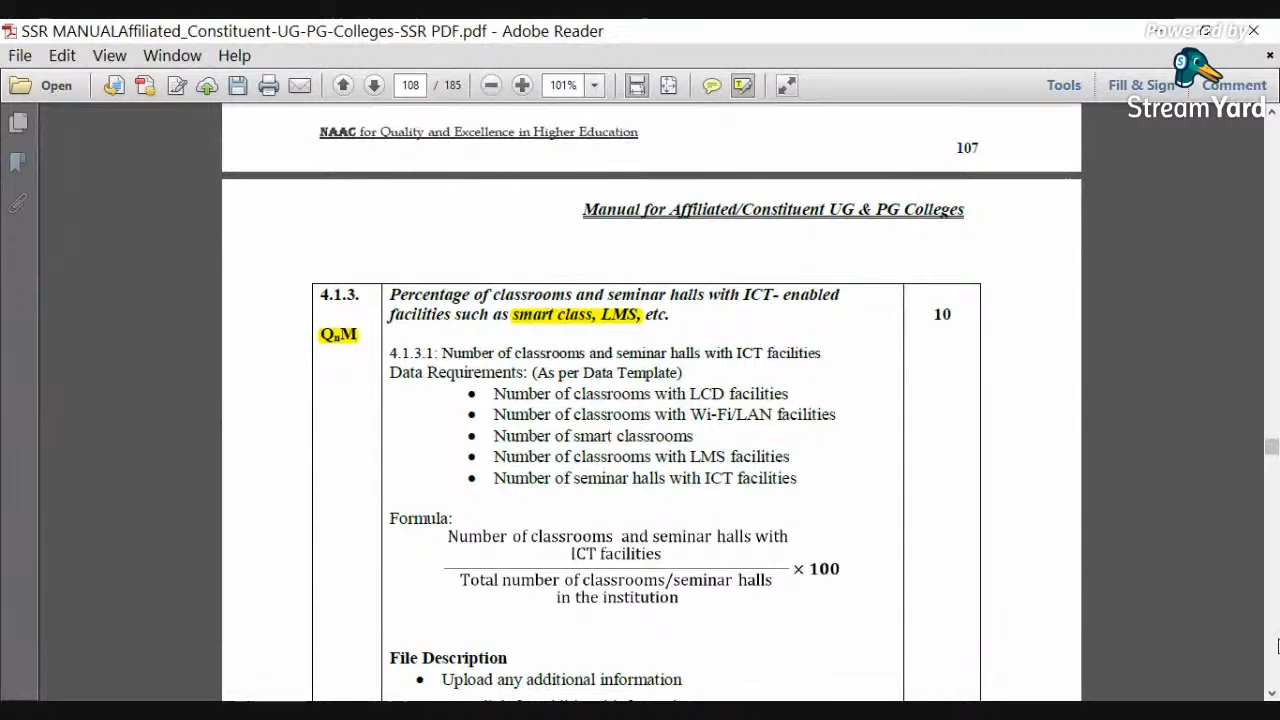 SSR MANUALAffiliated_Constituent-UG-PG-Colleges-SSR PDF.pdf - Adobe Reader
Powered by
File Edit View Window Help
Open 108 / 185 101% Tools Fill & Sign Comment
StreamYard
NAAC for Quality and Excellence in Higher Education
107
Manual for Affiliated/Constituent UG & PG Colleges
4.1.3. Percentage of classrooms and seminar halls with ICT- enabled
facilities such as smart class, LMS, etc. 10
QnM
4.1.3.1: Number of classrooms and seminar halls with ICT facilities
Data Requirements: (As per Data Template)
• Number of classrooms with LCD facilities
• Number of classrooms with Wi-Fi/LAN facilities
• Number of smart classrooms
• Number of classrooms with LMS facilities
• Number of seminar halls with ICT facilities
Formula:
Number of classrooms and seminar halls with
ICT facilities
× 100
Total number of classrooms/seminar halls
in the institution
File Description
• Upload any additional information